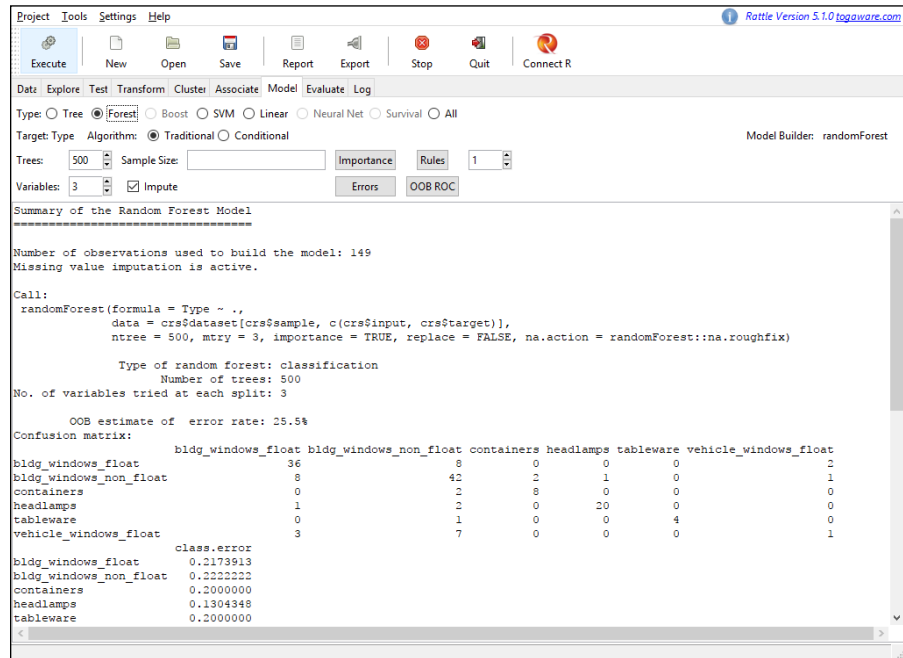 Project Tools Settings Help Rattle Version 5.1.0 togaware.com
Execute New Open Save Report Export Stop Quit Connect R
Data Explore Test Transform Cluster Associate Model Evaluate Log
Type: Tree Forest Boost SVM Linear Neural Net Survival All
Target: Type Algorithm: Traditional Conditional Model Builder: randomForest
Trees: 500 Sample Size: Importance Rules 1
Variables: 3 Impute Errors OOB ROC
Summary of the Random Forest Model
==================================
Number of observations used to build the model: 149
Missing value imputation is active.
Call:
randomForest(formula = Type ~ .,
data = crs$dataset[crs$sample, c(crs$input, crs$target)],
ntree = 500, mtry = 3, importance = TRUE, replace = FALSE, na.action = randomForest::na.roughfix)
Type of random forest: classification
Number of trees: 500
No. of variables tried at each split: 3
OOB estimate of  error rate: 25.5%
Confusion matrix:
bldg_windows_float bldg_windows_non_float containers headlamps tableware vehicle_windows_float
bldg_windows_float 36 8 0 0 0 2
bldg_windows_non_float 8 42 2 1 0 1
containers 0 2 8 0 0 0
headlamps 1 2 0 20 0 0
tableware 0 1 0 0 4 0
vehicle_windows_float 3 7 0 0 0 1
class.error
bldg_windows_float 0.2173913
bldg_windows_non_float 0.2222222
containers 0.2000000
headlamps 0.1304348
tableware 0.2000000